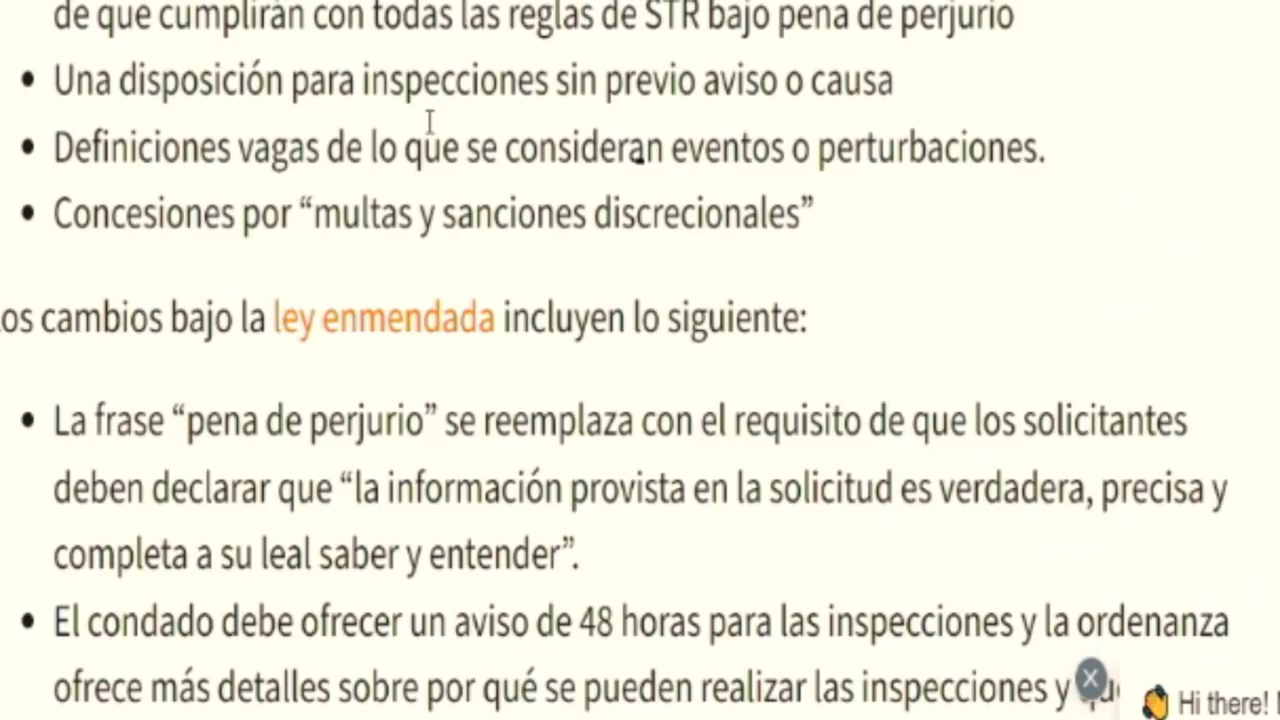 de que cumplirán con todas las reglas de STR bajo pena de perjurio
• Una disposición para inspecciones sin previo aviso o causa
• Definiciones vagas de lo que se consideran eventos o perturbaciones.
• Concesiones por “multas y sanciones discrecionales”
os cambios bajo la ley enmendada incluyen lo siguiente:
• La frase “pena de perjurio” se reemplaza con el requisito de que los solicitantes
deben declarar que “la información provista en la solicitud es verdadera, precisa y
completa a su leal saber y entender”.
• El condado debe ofrecer un aviso de 48 horas para las inspecciones y la ordenanza
ofrece más detalles sobre por qué se pueden realizar las inspecciones y
Hi there!